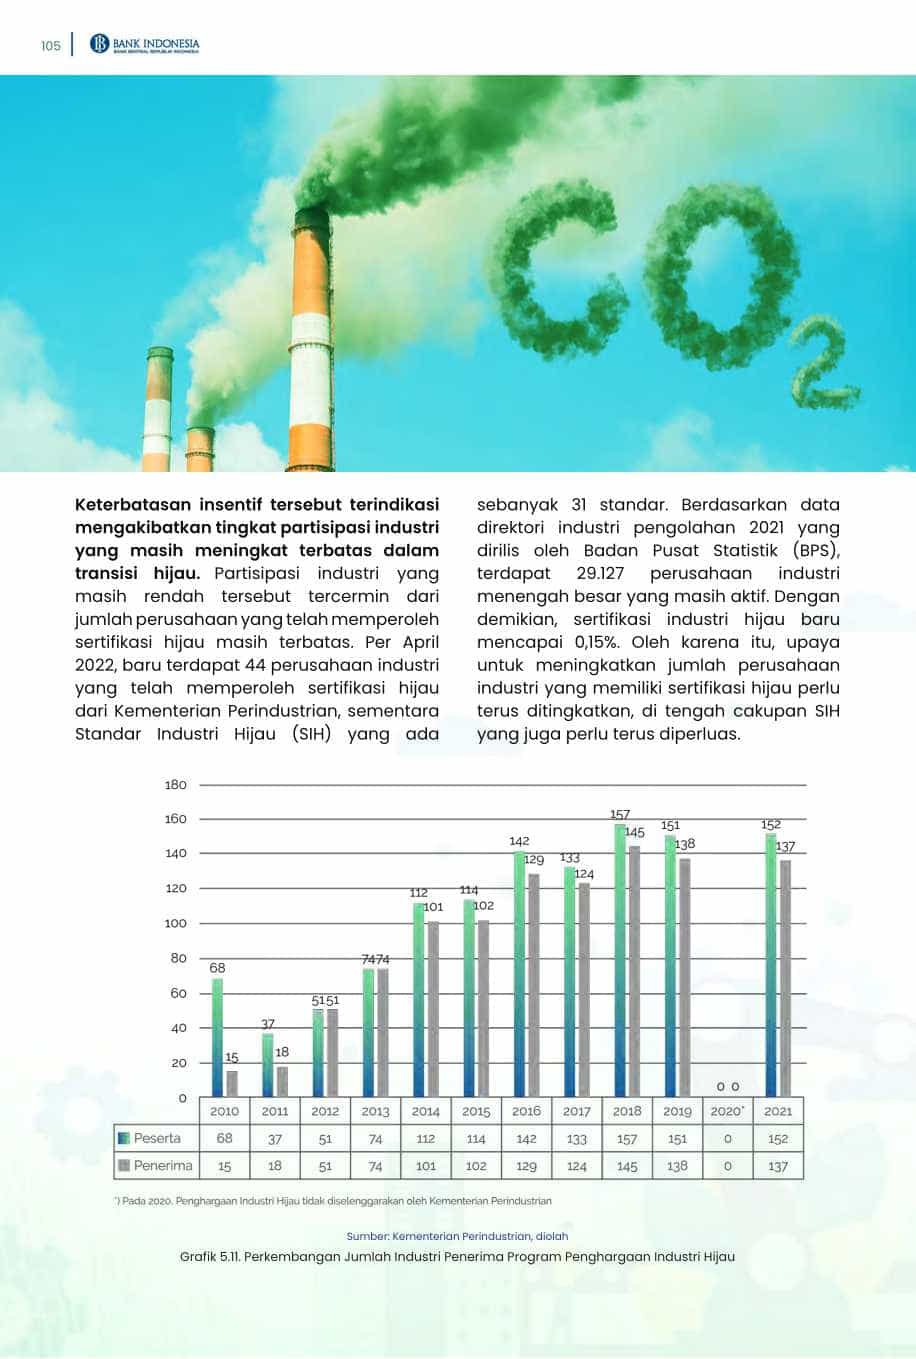 105
BANK INDONESIA
BANK SENTRAL REPUBLIK INDONESIA
CO2
Keterbatasan insentif tersebut terindikasi
mengakibatkan tingkat partisipasi industri
yang masih meningkat terbatas dalam
transisi hijau. Partisipasi industri yang
masih rendah tersebut tercermin dari
jumlah perusahaan yang telah memperoleh
sertifikasi hijau masih terbatas. Per April
2022, baru terdapat 44 perusahaan industri
yang telah memperoleh sertifikasi hijau
dari Kementerian Perindustrian, sementara
Standar Industri Hijau (SIH) yang ada
sebanyak 31 standar. Berdasarkan data
direktori industri pengolahan 2021 yang
dirilis oleh Badan Pusat Statistik (BPS),
terdapat 29.127 perusahaan industri
menengah besar yang masih aktif. Dengan
demikian, sertifikasi industri hijau baru
mencapai 0,15%. Oleh karena itu, upaya
untuk meningkatkan jumlah perusahaan
industri yang memiliki sertifikasi hijau perlu
terus ditingkatkan, di tengah cakupan SIH
yang juga perlu terus diperluas.
180
160
140
120
100
80
60
40
20
0
68 15
37 18
51 51
74 74
112 101
114 102
142 129
133 124
157 145
151 138
0 0
152 137
2010 2011 2012 2013 2014 2015 2016 2017 2018 2019 2020* 2021
Peserta 68 37 51 74 112 114 142 133 157 151 0 152
Penerima 15 18 51 74 101 102 129 124 145 138 0 137
*) Pada 2020. Penghargaan Industri Hijau tidak diselenggarakan oleh Kementerian Perindustrian
Sumber: Kementerian Perindustrian, diolah
Grafik 5.11. Perkembangan Jumlah Industri Penerima Program Penghargaan Industri Hijau